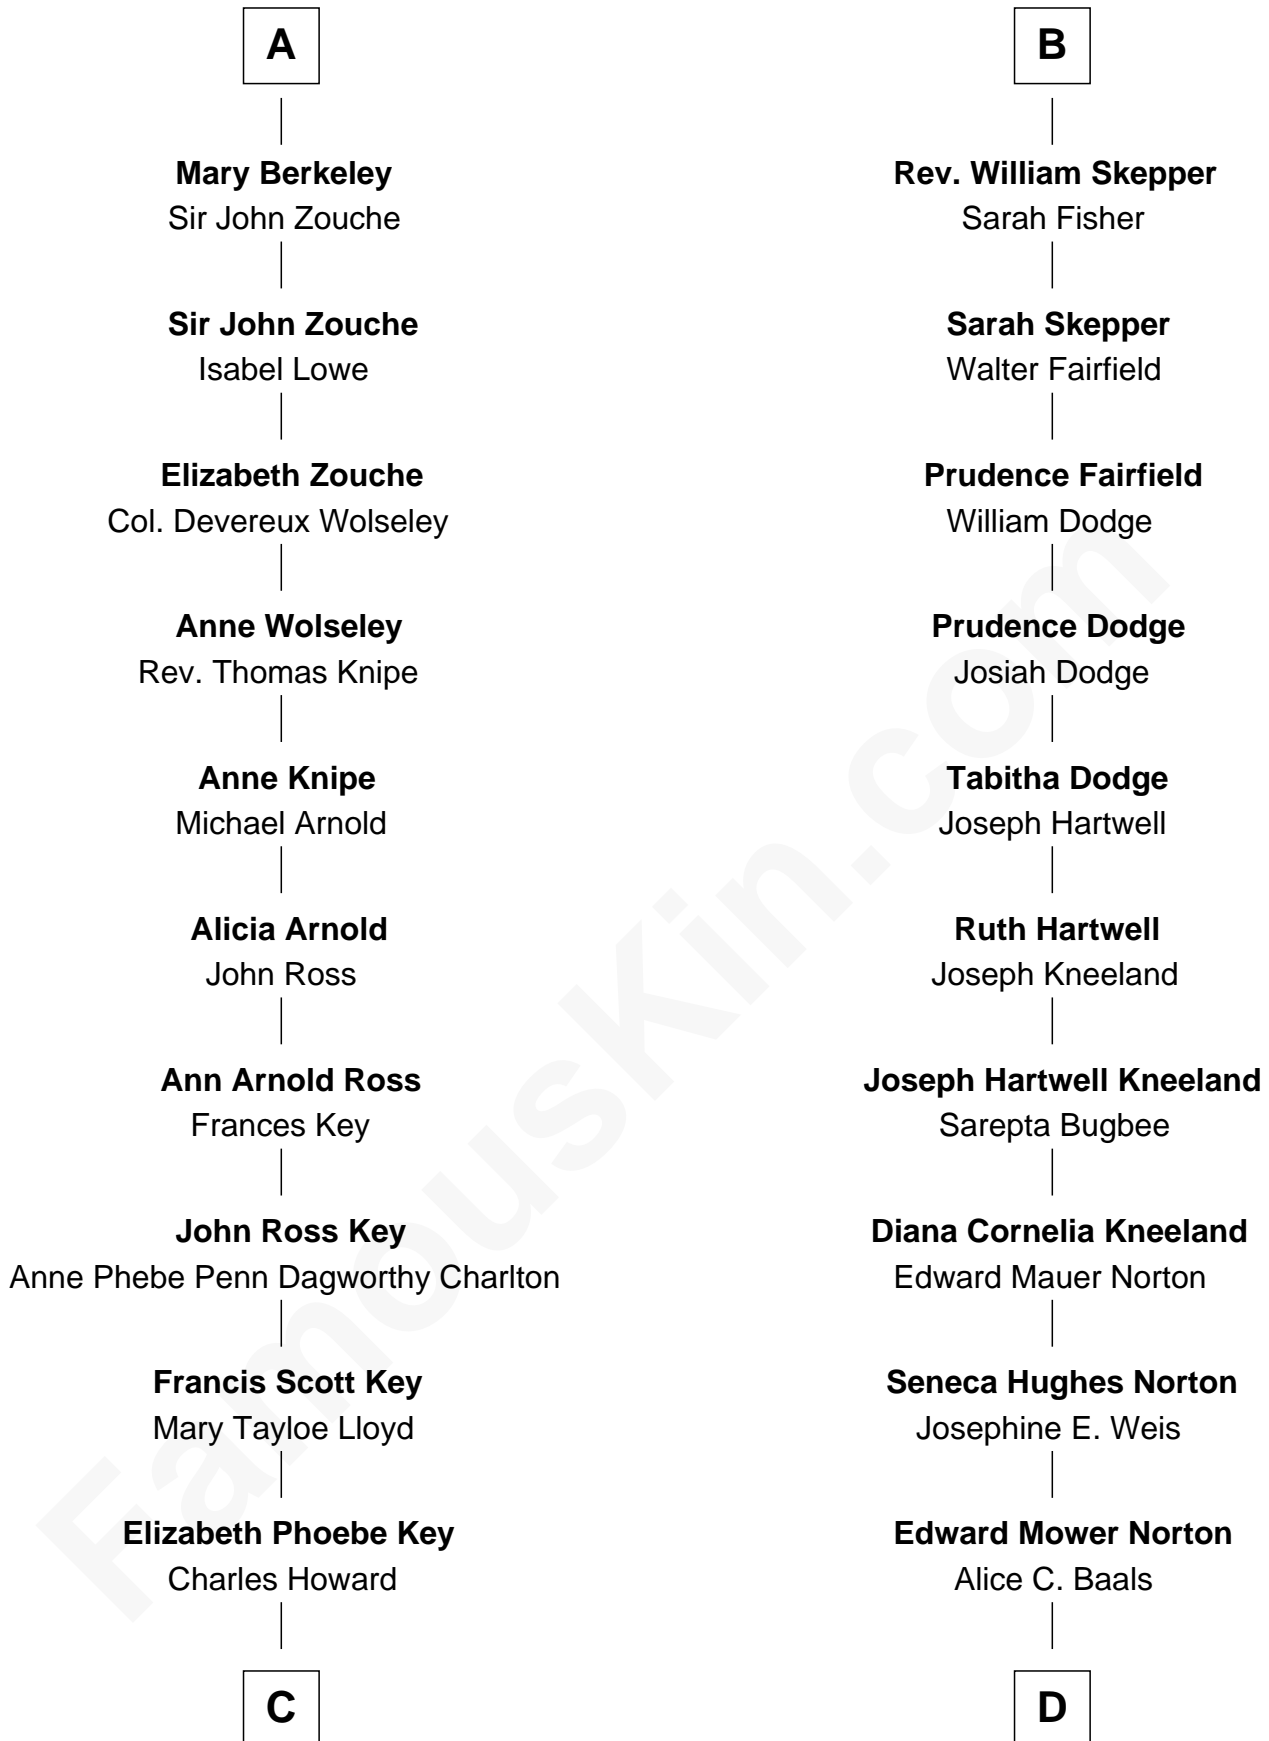 A
Mary Berkeley
Sir John Zouche
Sir John Zouche
Isabel Lowe
Elizabeth Zouche
Col. Devereux Wolseley
Anne Wolseley
Rev. Thomas Knipe
Anne Knipe
Michael Arnold
Alicia Arnold
John Ross
Ann Arnold Ross
Frances Key
John Ross Key
Anne Phebe Penn Dagworthy Charlton
Francis Scott Key
Mary Tayloe Lloyd
Elizabeth Phoebe Key
Charles Howard
C
B
Rev. William Skepper
Sarah Fisher
Sarah Skepper
Walter Fairfield
Prudence Fairfield
William Dodge
Prudence Dodge
Josiah Dodge
Tabitha Dodge
Joseph Hartwell
Ruth Hartwell
Joseph Kneeland
Joseph Hartwell Kneeland
Sarepta Bugbee
Diana Cornelia Kneeland
Edward Mauer Norton
Seneca Hughes Norton
Josephine E. Weis
Edward Mower Norton
Alice C. Baals
D
FamousKin.com